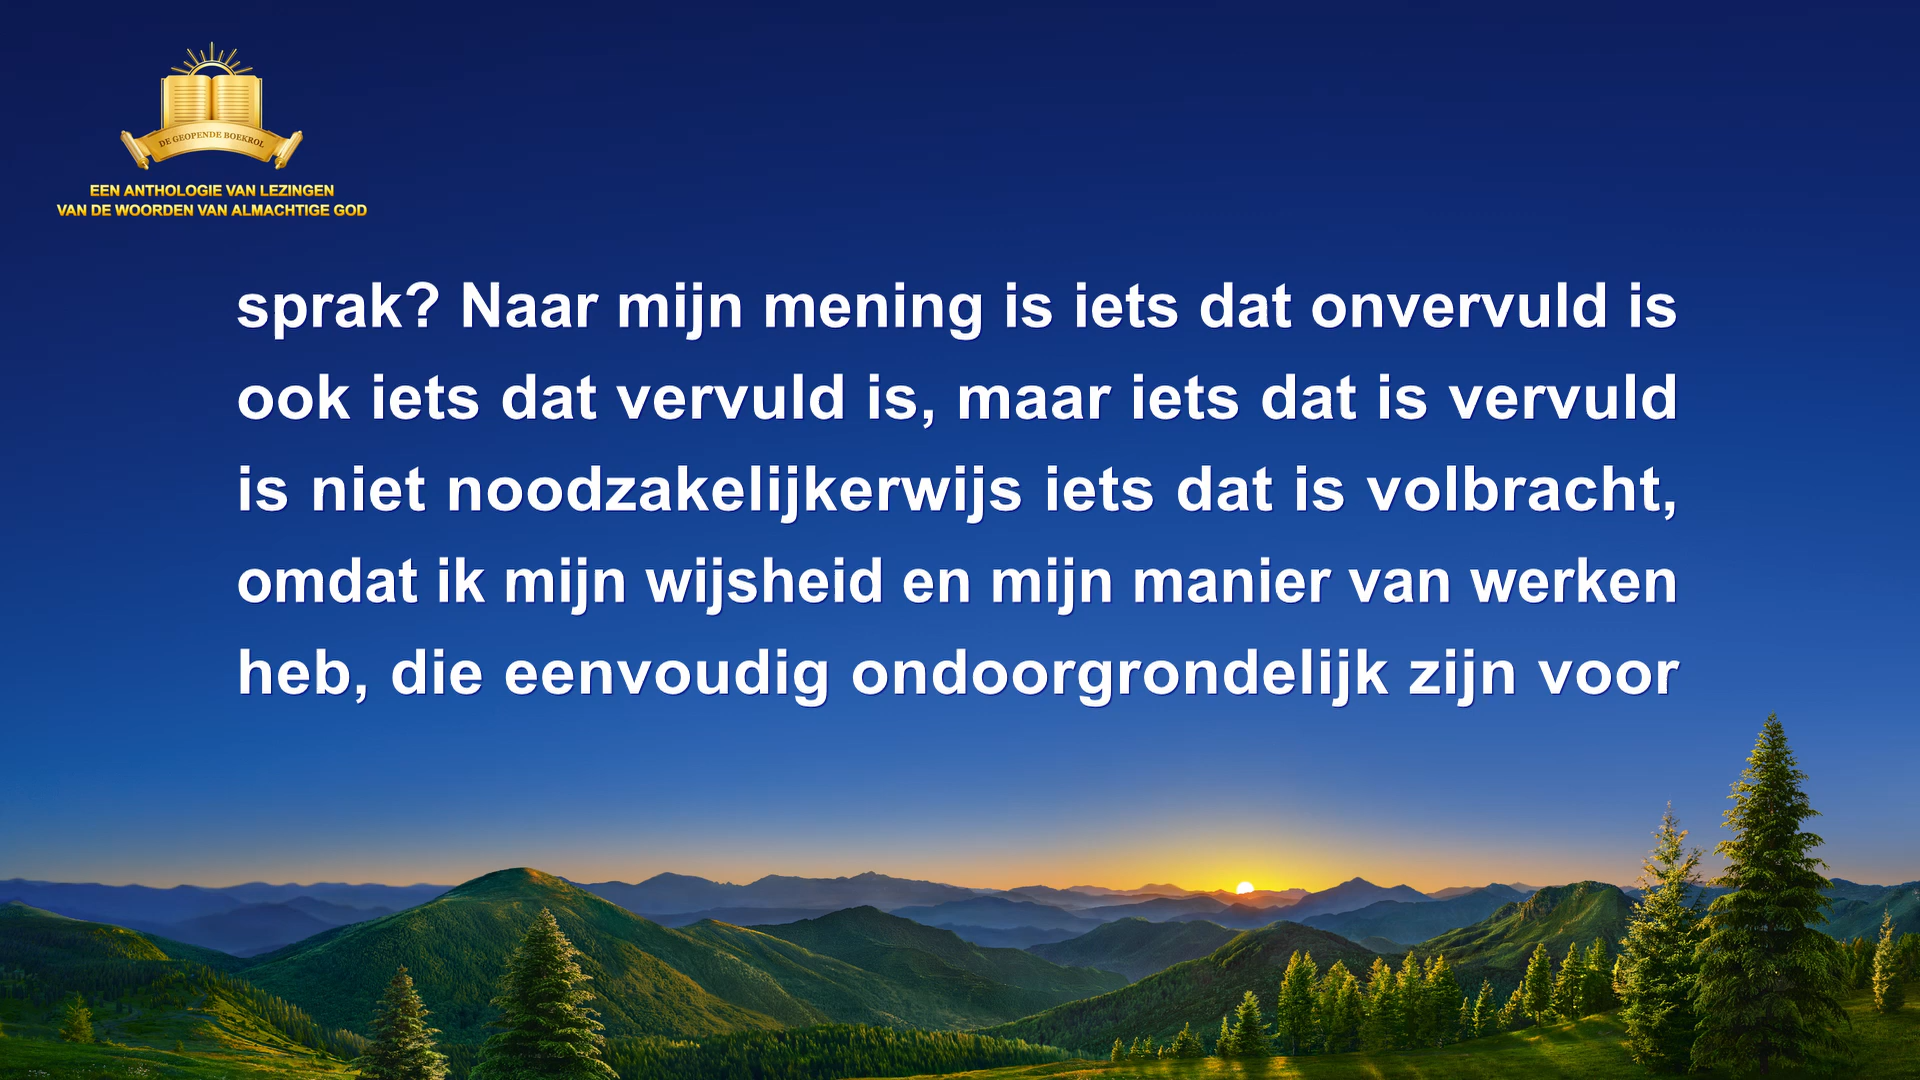 DE GEOPENDE BOEKROL
EEN ANTHOLOGIE VAN LEZINGEN
VAN DE WOORDEN VAN ALMACHTIGE GOD
sprak? Naar mijn mening is iets dat onvervuld is
ook iets dat vervuld is, maar iets dat is vervuld
is niet noodzakelijkerwijs iets dat is volbracht,
omdat ik mijn wijsheid en mijn manier van werken
heb, die eenvoudig ondoorgrondelijk zijn voor